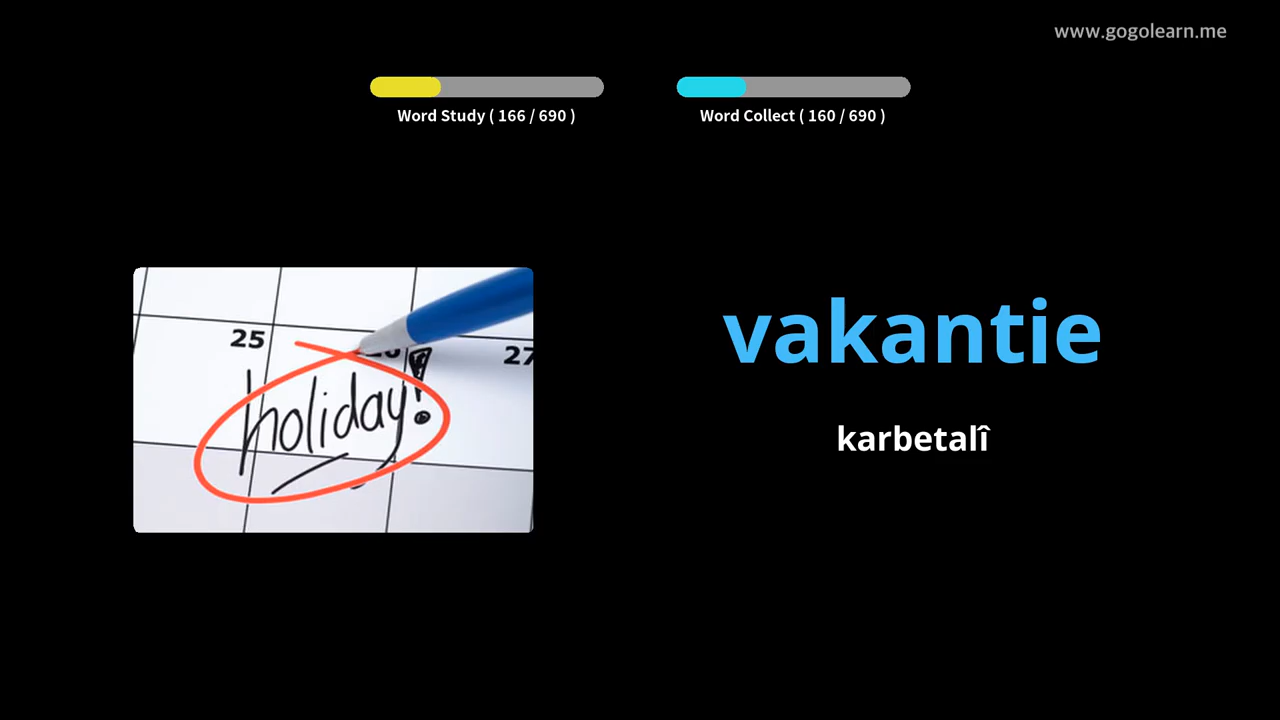 www.gogolearn.me
Word Study ( 166 / 690 )
Word Collect ( 160 / 690 )
25
27
holiday!
vakantie
karbetalî